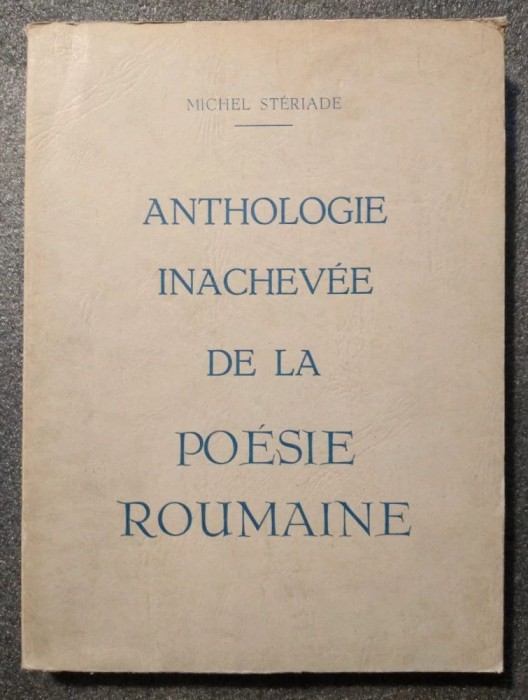 MICHEL STÉRIADE
ANTHOLOGIE
INACHEVÉE
DE LA
POÉSIE
ROUMAINE